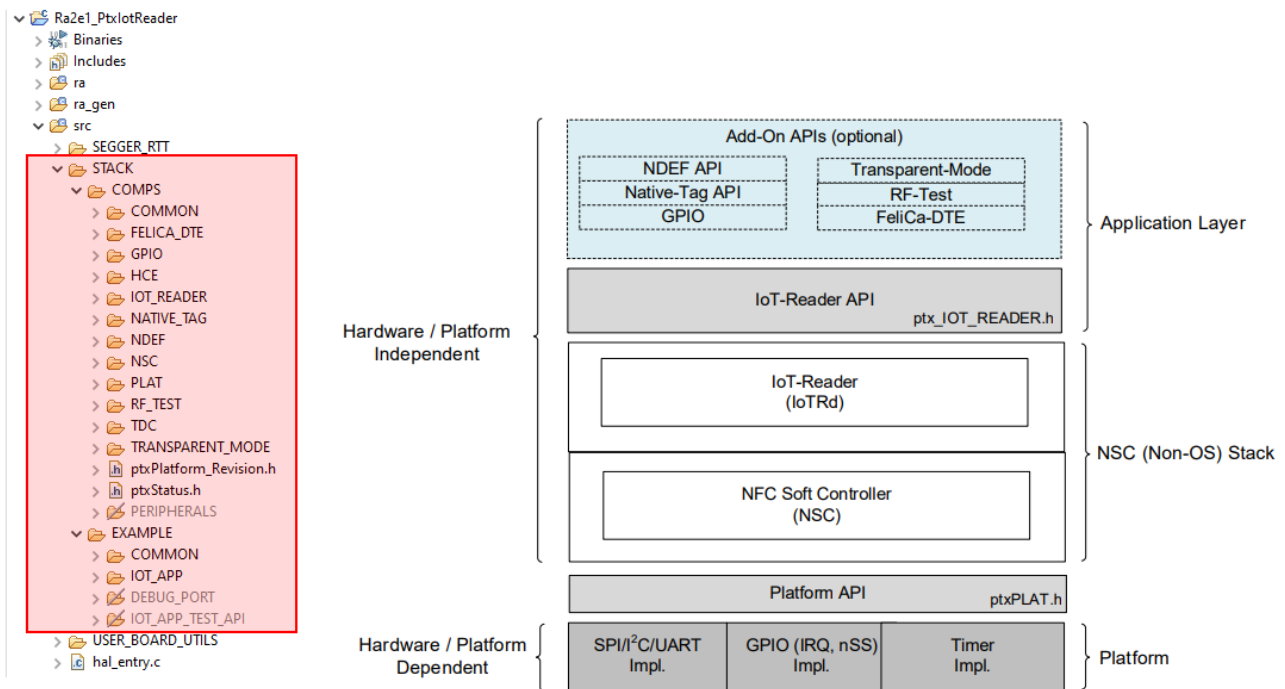 Ra2e1_PtxIotReader
Binaries
Includes
ra
ra_gen
src
SEGGER_RTT
STACK
COMPS
COMMON
FELICA_DTE
GPIO
HCE
IOT_READER
NATIVE_TAG
NDEF
NSC
PLAT
RF_TEST
TDC
TRANSPARENT_MODE
ptxPlatform_Revision.h
ptxStatus.h
PERIPHERALS
EXAMPLE
COMMON
IOT_APP
DEBUG_PORT
IOT_APP_TEST_API
USER_BOARD_UTILS
hal_entry.c
Hardware / Platform
Independent
Add-On APIs (optional)
NDEF API
Native-Tag API
GPIO
Transparent-Mode
RF-Test
FeliCa-DTE
IoT-Reader API
ptx_IOT_READER.h
Application Layer
IoT-Reader
(IoTRd)
NFC Soft Controller
(NSC)
NSC (Non-OS) Stack
Platform API
ptxPLAT.h
Hardware / Platform
Dependent
SPI/I²C/UART
Impl.
GPIO (IRQ, nSS)
Impl.
Timer
Impl.
Platform